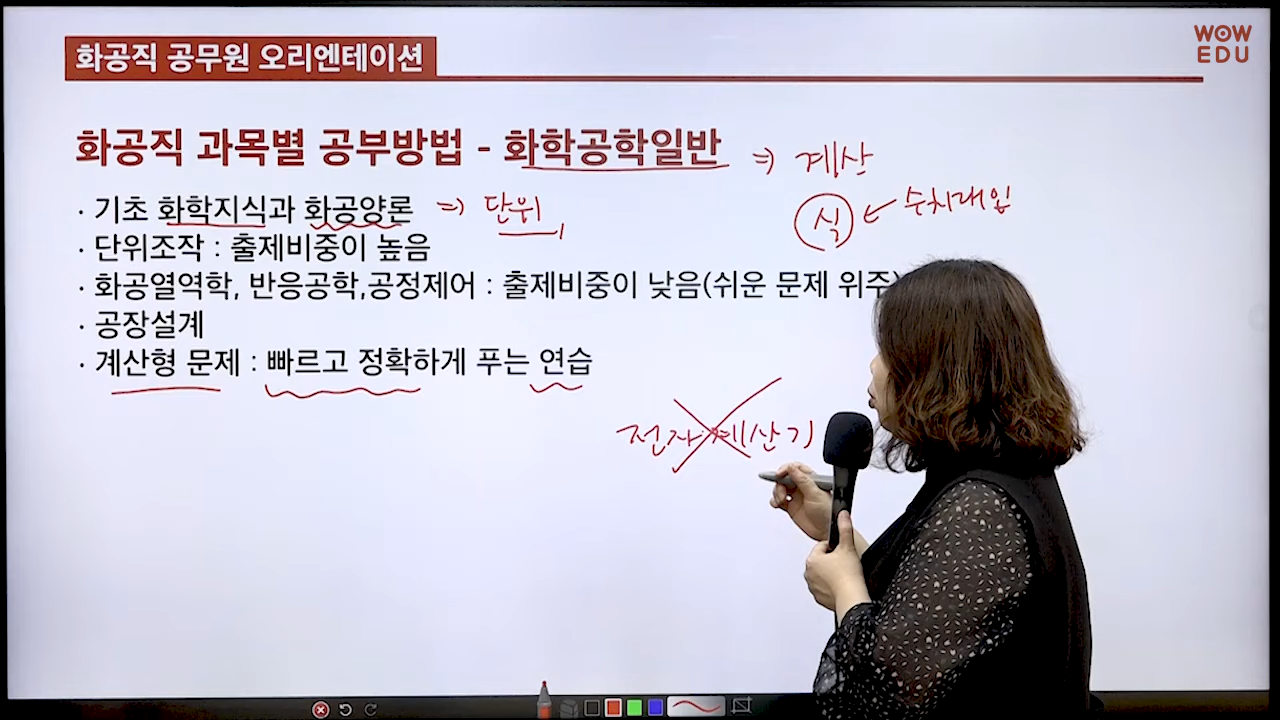 화공직 공무원 오리엔테이션
WOW
EDU
화공직 과목별 공부방법 - 화학공학일반 ⇒ 계산
· 기초 화학지식과 화공양론 ⇒ 단위
식 ← 수치대입
· 단위조작 : 출제비중이 높음
· 화공열역학, 반응공학,공정제어 : 출제비중이 낮음(쉬운 문제 위주)
· 공장설계
· 계산형 문제 : 빠르고 정확하게 푸는 연습
전자계산기